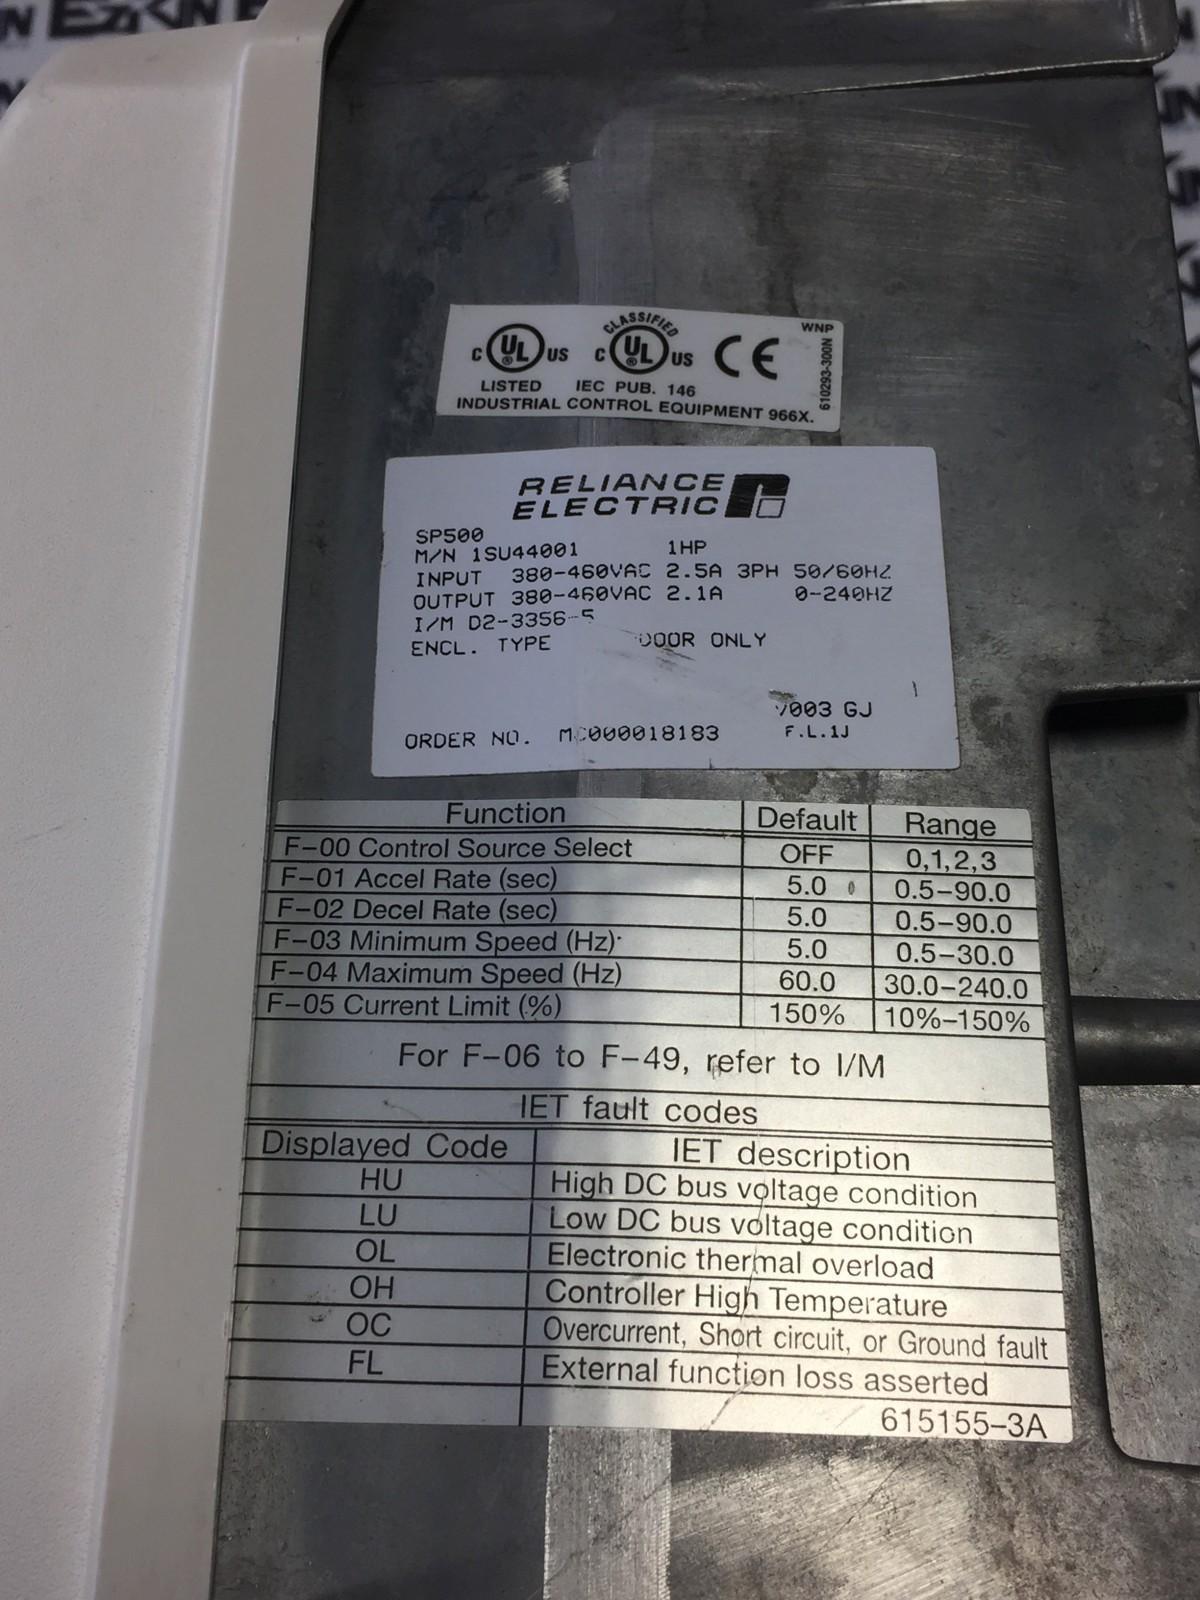 CLASSIFIED
WNP
C UL ® US C UL ® US CE
LISTED IEC PUB. 146
INDUSTRIAL CONTROL EQUIPMENT 966X.
610293-300N
RELIANCE
ELECTRIC
SP500
M/N 1SU44001 1HP
INPUT 380-460VAC 2.5A 3PH 50/60HZ
OUTPUT 380-460VAC 2.1A 0-240HZ
I/M D2-3356-5
ENCL. TYPE ONLY
GJ
ORDER NO. F.L.1J
Function Default Range
F-00 Control Source Select OFF 0,1,2,3
F-01 Accel Rate (sec) 5.0 0.5-90.0
F-02 Decel Rate (sec) 5.0 0.5-90.0
F-03 Minimum Speed (Hz) 5.0 0.5-30.0
F-04 Maximum Speed (Hz) 60.0 30.0-240.0
F-05 Current Limit (%) 150% 10%-150%
For F-06 to F-49, refer to I/M
IET fault codes
Displayed Code IET description
HU High DC bus voltage condition
LU Low DC bus voltage condition
OL Electronic thermal overload
OH Controller High Temperature
OC Overcurrent, Short circuit, or Ground fault
FL External function loss asserted
615155-3A